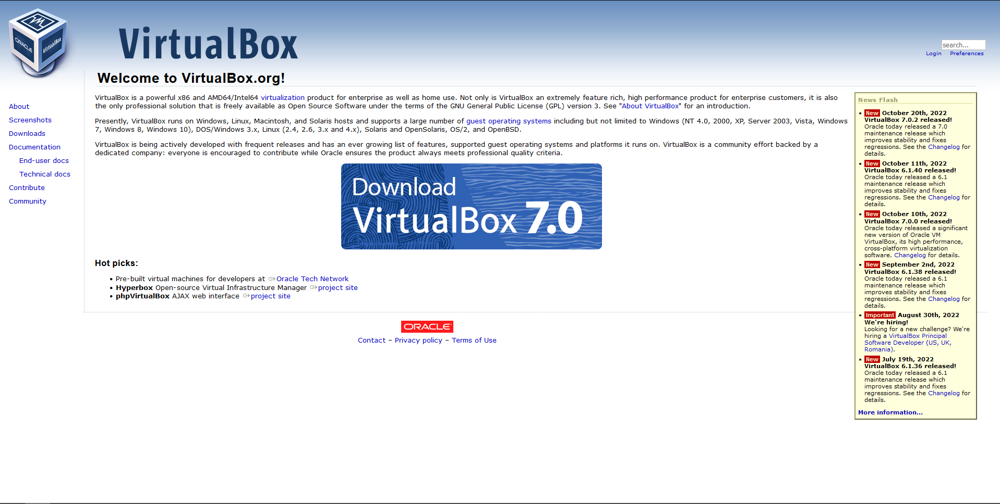 ORACLE
VirtualBox
VirtualBox
search...
Login Preferences
Welcome to VirtualBox.org!
About
Screenshots
Downloads
Documentation
End-user docs
Technical docs
Contribute
Community
VirtualBox is a powerful x86 and AMD64/Intel64 virtualization product for enterprise as well as home use. Not only is VirtualBox an extremely feature rich, high performance product for enterprise customers, it is also
the only professional solution that is freely available as Open Source Software under the terms of the GNU General Public License (GPL) version 3. See "About VirtualBox" for an introduction.
Presently, VirtualBox runs on Windows, Linux, Macintosh, and Solaris hosts and supports a large number of guest operating systems including but not limited to Windows (NT 4.0, 2000, XP, Server 2003, Vista, Windows
7, Windows 8, Windows 10), DOS/Windows 3.x, Linux (2.4, 2.6, 3.x and 4.x), Solaris and OpenSolaris, OS/2, and OpenBSD.
VirtualBox is being actively developed with frequent releases and has an ever growing list of features, supported guest operating systems and platforms it runs on. VirtualBox is a community effort backed by a
dedicated company: everyone is encouraged to contribute while Oracle ensures the product always meets professional quality criteria.
Download
VirtualBox 7.0
Hot picks:
• Pre-built virtual machines for developers at Oracle Tech Network
• Hyperbox Open-source Virtual Infrastructure Manager project site
• phpVirtualBox AJAX web interface project site
ORACLE
Contact – Privacy policy – Terms of Use
News Flash
▪ New October 20th, 2022
VirtualBox 7.0.2 released!
Oracle today released a 7.0
maintenance release which
improves stability and fixes
regressions. See the Changelog for
details.
▪ New October 11th, 2022
VirtualBox 6.1.40 released!
Oracle today released a 6.1
maintenance release which
improves stability and fixes
regressions. See the Changelog for
details.
▪ New October 10th, 2022
VirtualBox 7.0.0 released!
Oracle today released a significant
new version of Oracle VM
VirtualBox, its high performance,
cross-platform virtualization
software. Changelog for details.
▪ New September 2nd, 2022
VirtualBox 6.1.38 released!
Oracle today released a 6.1
maintenance release which
improves stability and fixes
regressions. See the Changelog for
details.
▪ Important August 30th, 2022
We're hiring!
Looking for a new challenge? We're
hiring a VirtualBox Principal
Software Developer (US, UK,
Romania).
▪ New July 19th, 2022
VirtualBox 6.1.36 released!
Oracle today released a 6.1
maintenance release which
improves stability and fixes
regressions. See the Changelog for
details.
More information...